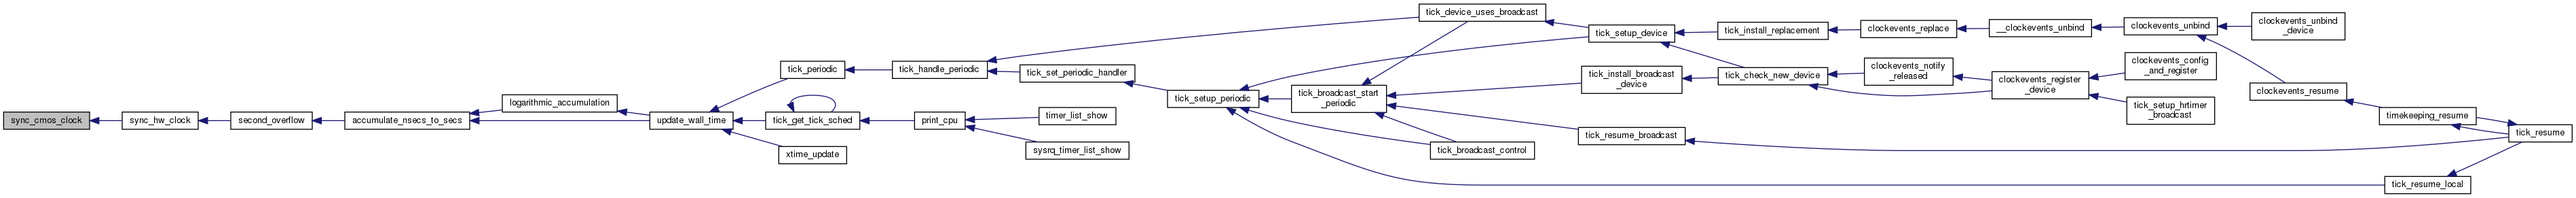 sync_cmos_clock
sync_hw_clock
second_overflow
accumulate_nsecs_to_secs
logarithmic_accumulation
update_wall_time
tick_periodic
tick_get_tick_sched
xtime_update
tick_handle_periodic
print_cpu
tick_set_periodic_handler
timer_list_show
sysrq_timer_list_show
tick_setup_periodic
tick_broadcast_start
_periodic
tick_device_uses_broadcast
tick_broadcast_control
tick_setup_device
tick_install_broadcast
_device
tick_resume_broadcast
tick_install_replacement
tick_check_new_device
clockevents_replace
clockevents_notify
_released
__clockevents_unbind
clockevents_register
_device
clockevents_unbind
clockevents_config
_and_register
tick_setup_hrtimer
_broadcast
clockevents_unbind
_device
clockevents_resume
timekeeping_resume
tick_resume_local
tick_resume